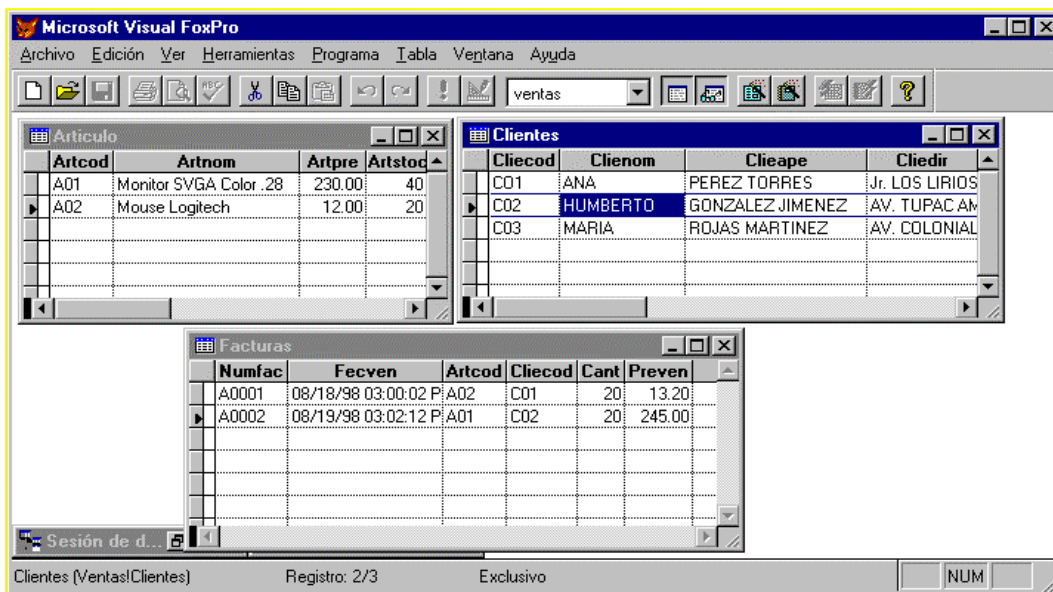 Microsoft Visual FoxPro
Archivo Edición Ver Herramientas Programa Tabla Ventana Ayuda
ventas
Articulo
Artcod Artnom Artpre Artstoc
A01 Monitor SVGA Color .28 230.00 40
A02 Mouse Logitech 12.00 20
Clientes
Cliecod Clienom Clieape Cliedir
C01 ANA PEREZ TORRES Jr. LOS LIRIOS
C02 HUMBERTO GONZALEZ JIMENEZ AV. TUPAC AM
C03 MARIA ROJAS MARTINEZ AV. COLONIAL
Facturas
Numfac Fecven Artcod Cliecod Cant Preven
A0001 08/18/98 03:00:02 P A02 C01 20 13.20
A0002 08/19/98 03:02:12 P A01 C02 20 245.00
Sesión de d...
Clientes (Ventas!Clientes) Registro: 2/3 Exclusivo NUM